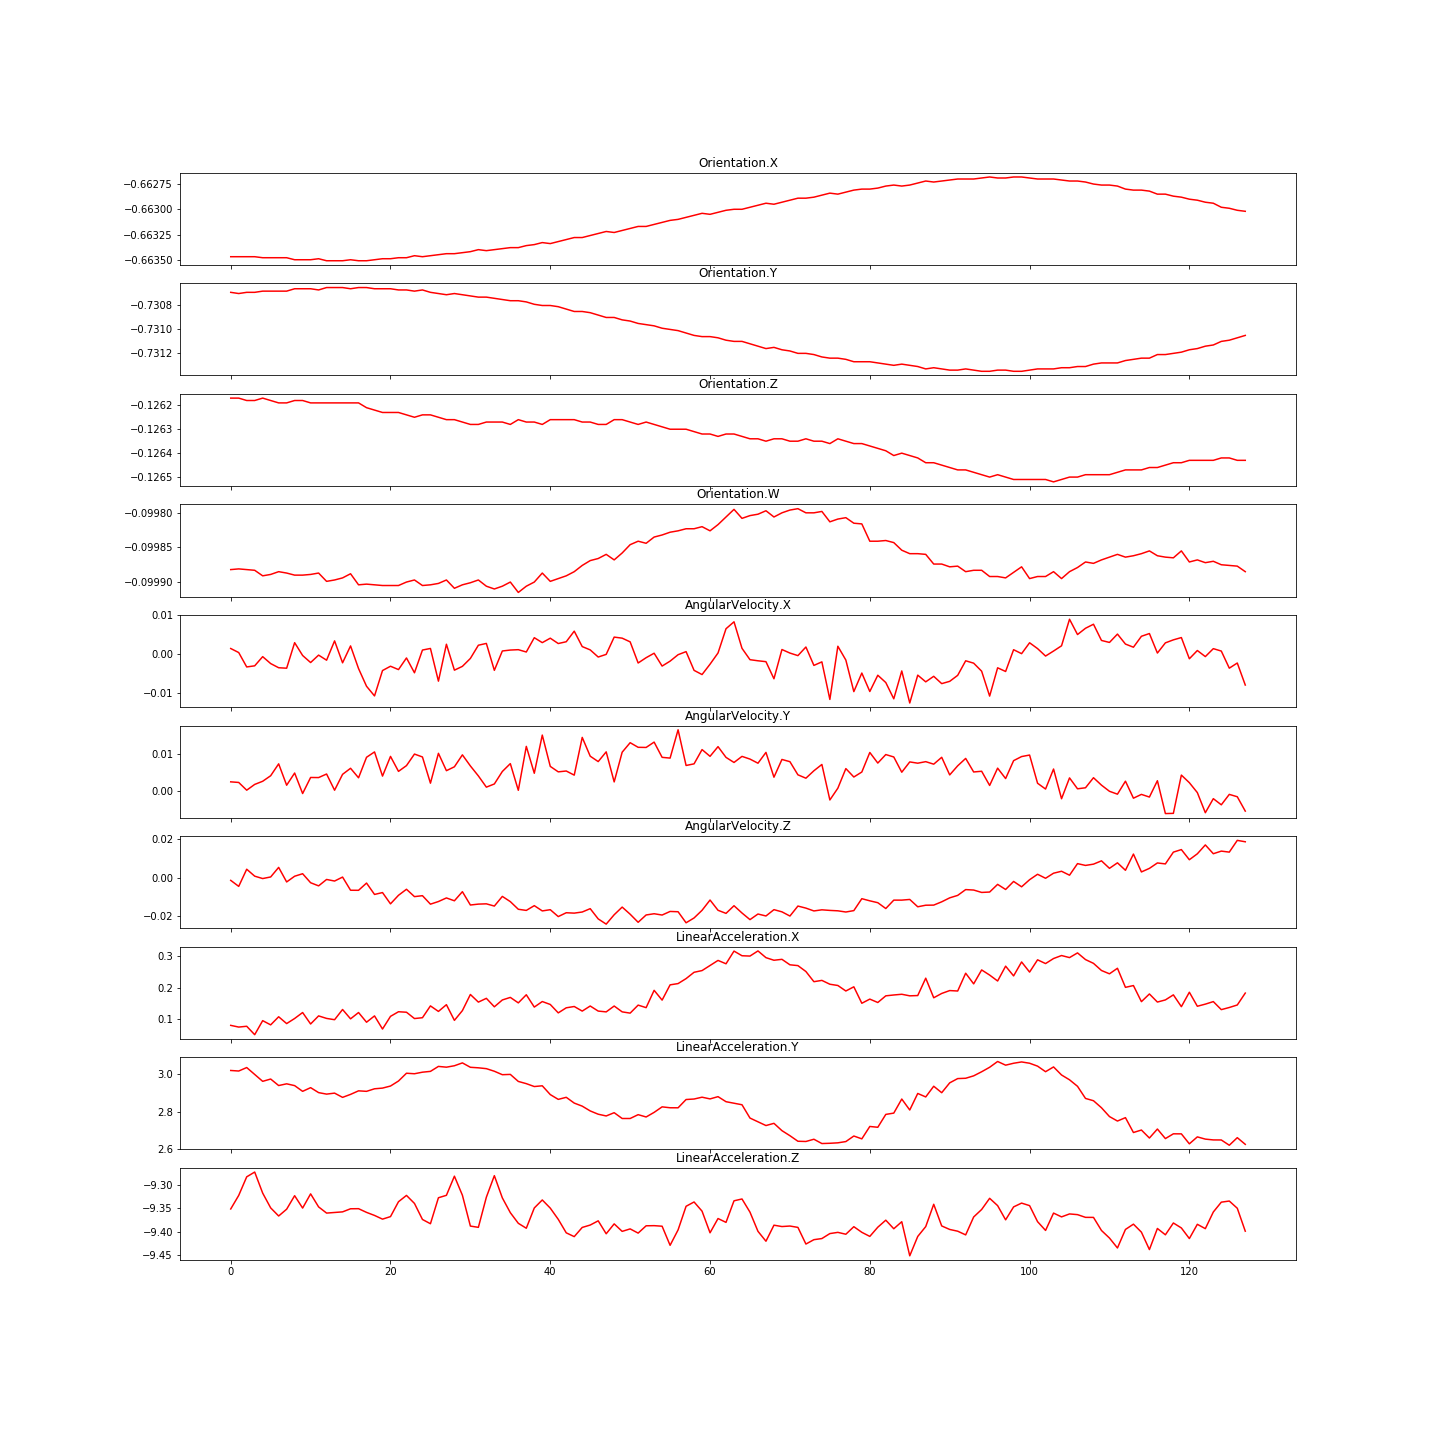 Orientation.X
−0.66275
−0.66300
−0.66325
−0.66350
Orientation.Y
−0.7308
−0.7310
−0.7312
Orientation.Z
−0.1262
−0.1263
−0.1264
−0.1265
Orientation.W
−0.09980
−0.09985
−0.09990
AngularVelocity.X
0.01
0.00
−0.01
AngularVelocity.Y
0.01
0.00
AngularVelocity.Z
0.02
0.00
−0.02
LinearAcceleration.X
0.3
0.2
0.1
LinearAcceleration.Y
3.0
2.8
2.6
LinearAcceleration.Z
−9.30
−9.35
−9.40
−9.45
0 20 40 60 80 100 120